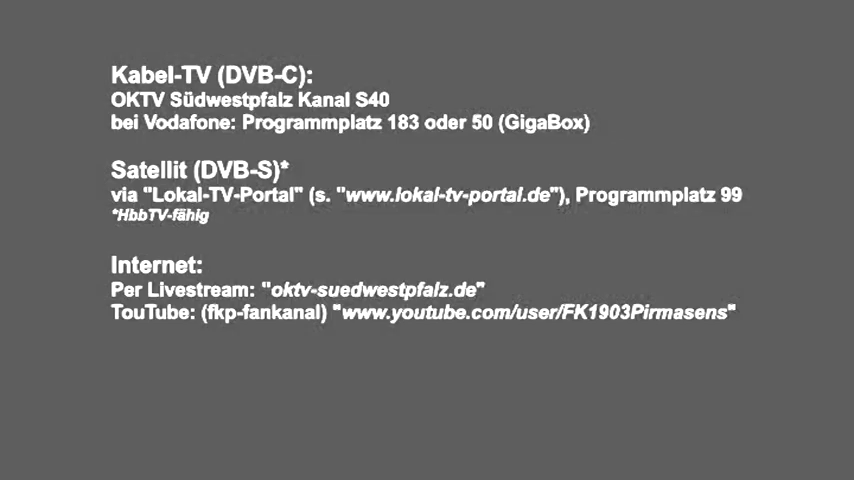 Kabel-TV (DVB-C):
OKTV Südwestpfalz Kanal S40
bei Vodafone: Programmplatz 183 oder 50 (GigaBox)
Satellit (DVB-S)*
via "Lokal-TV-Portal" (s. "www.lokal-tv-portal.de"), Programmplatz 99
*HbbTV-fähig
Internet:
Per Livestream: "oktv-suedwestpfalz.de"
TouTube: (fkp-fankanal) "www.youtube.com/user/FK1903Pirmasens"